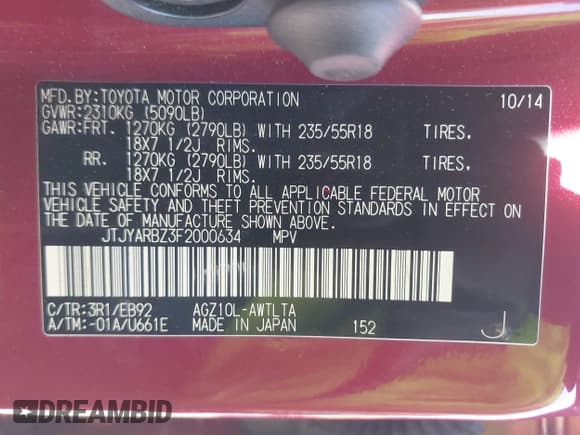 MFD.BY:TOYOTA MOTOR CORPORATION 10/14
GVWR:2310KG (5090LB)
GAWR:FRT. 1270KG (2790LB) WITH 235/55R18 TIRES,
18X7 1/2J RIMS.
RR. 1270KG (2790LB) WITH 235/55R18 TIRES,
18X7 1/2J RIMS.
THIS VEHICLE CONFORMS TO ALL APPLICABLE FEDERAL MOTOR
VEHICLE SAFETY AND THEFT PREVENTION STANDARDS IN EFFECT ON
THE DATE OF MANUFACTURE SHOWN ABOVE.
JTJYARBZ3F2000634 MPV
C/TR:3R1/EB92 AGZ10L-AWTLTA
A/TM:-01A/U661E MADE IN JAPAN 152 J
DREAMBID